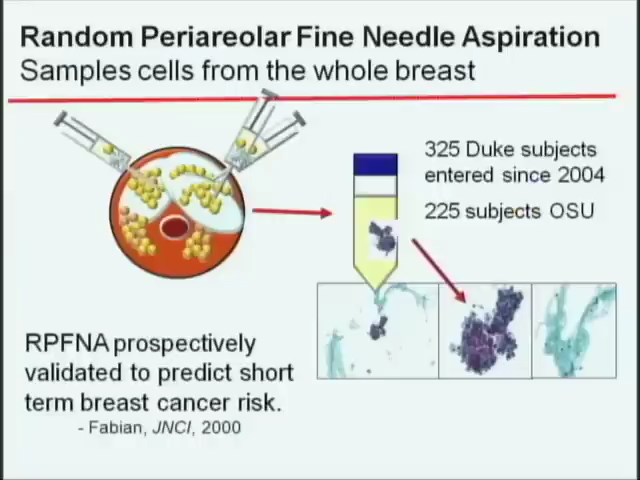 Random Periareolar Fine Needle Aspiration
Samples cells from the whole breast
325 Duke subjects
entered since 2004
225 subjects OSU
RPFNA prospectively
validated to predict short
term breast cancer risk.
- Fabian, JNCI, 2000